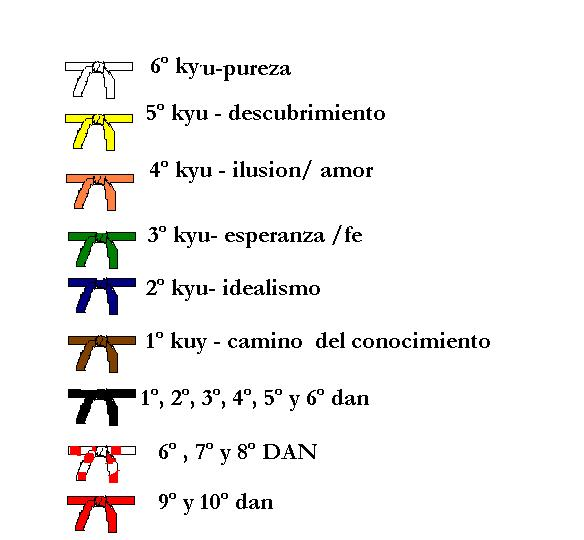 6º kyu-pureza
5º kyu - descubrimiento
4º kyu - ilusion/ amor
3º kyu- esperanza /fe
2º kyu- idealismo
1º kuy - camino del conocimiento
1º, 2º, 3º, 4º, 5º y 6º dan
6º , 7º y 8º DAN
9º y 10º dan